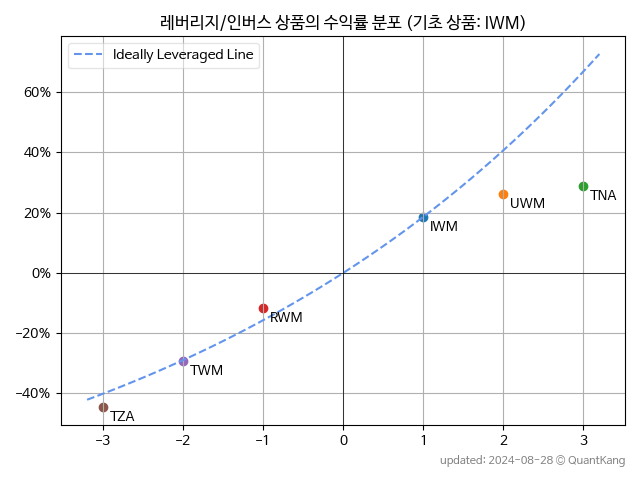 레버리지/인버스 상품의 수익률 분포 (기초 상품: IWM)
Ideally Leveraged Line
60%
40%
20%
0%
−20%
−40%
TNA
UWM
IWM
RWM
TWM
TZA
−3 −2 −1 0 1 2 3
updated: 2024-08-28 © QuantKang